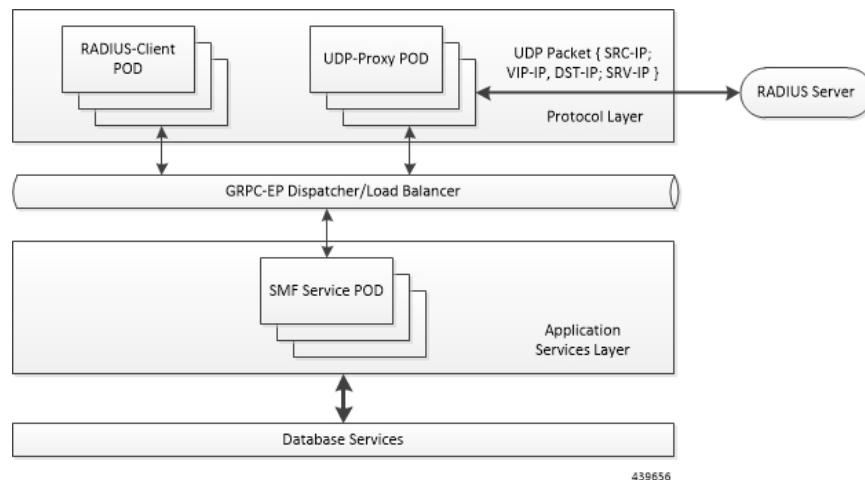 RADIUS-Client
POD
UDP-Proxy POD
UDP Packet { SRC-IP;
VIP-IP, DST-IP; SRV-IP }
RADIUS Server
Protocol Layer
GRPC-EP Dispatcher/Load Balancer
SMF Service POD
Application
Services Layer
Database Services
439656